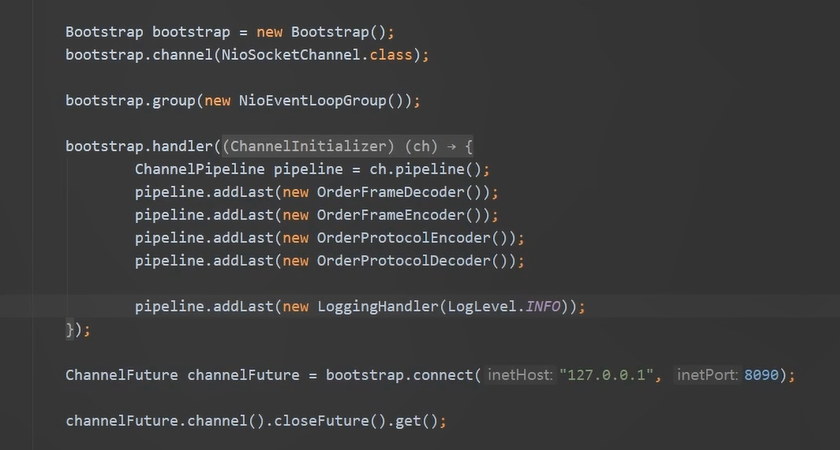 Bootstrap bootstrap = new Bootstrap();
bootstrap.channel(NioSocketChannel.class);
bootstrap.group(new NioEventLoopGroup());
bootstrap.handler((ChannelInitializer) (ch) → {
ChannelPipeline pipeline = ch.pipeline();
pipeline.addLast(new OrderFrameDecoder());
pipeline.addLast(new OrderFrameEncoder());
pipeline.addLast(new OrderProtocolEncoder());
pipeline.addLast(new OrderProtocolDecoder());
pipeline.addLast(new LoggingHandler(LogLevel.INFO));
});
ChannelFuture channelFuture = bootstrap.connect( inetHost: "127.0.0.1", inetPort: 8090);
channelFuture.channel().closeFuture().get();